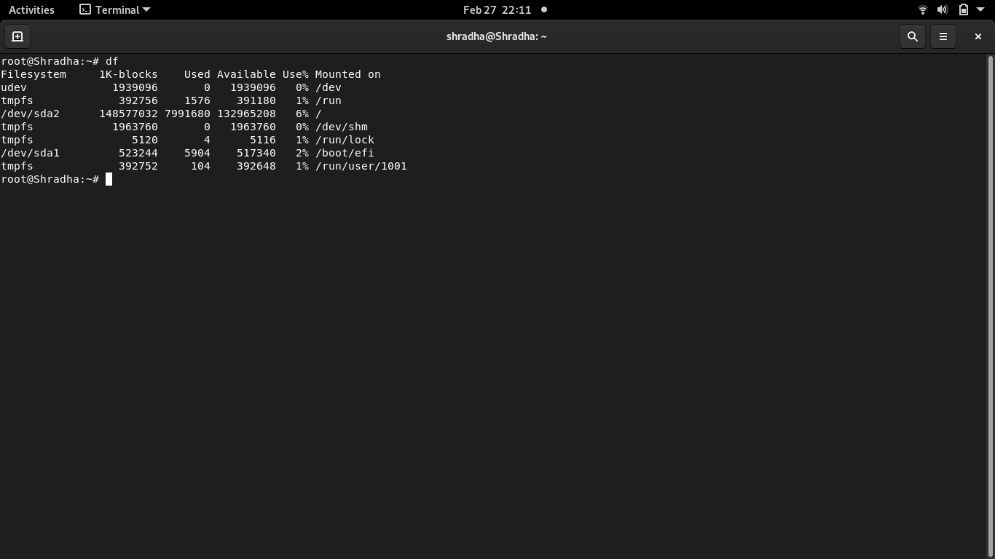 Activities Terminal Feb 27 22:11
shradha@Shradha: ~
root@Shradha:~# df
Filesystem     1K-blocks    Used Available Use% Mounted on
udev             1939096       0   1939096   0% /dev
tmpfs             392756    1576    391180   1% /run
/dev/sda2      148577032 7991680 132965208   6% /
tmpfs            1963760       0   1963760   0% /dev/shm
tmpfs               5120       4      5116   1% /run/lock
/dev/sda1         523244    5904    517340   2% /boot/efi
tmpfs             392752     104    392648   1% /run/user/1001
root@Shradha:~#